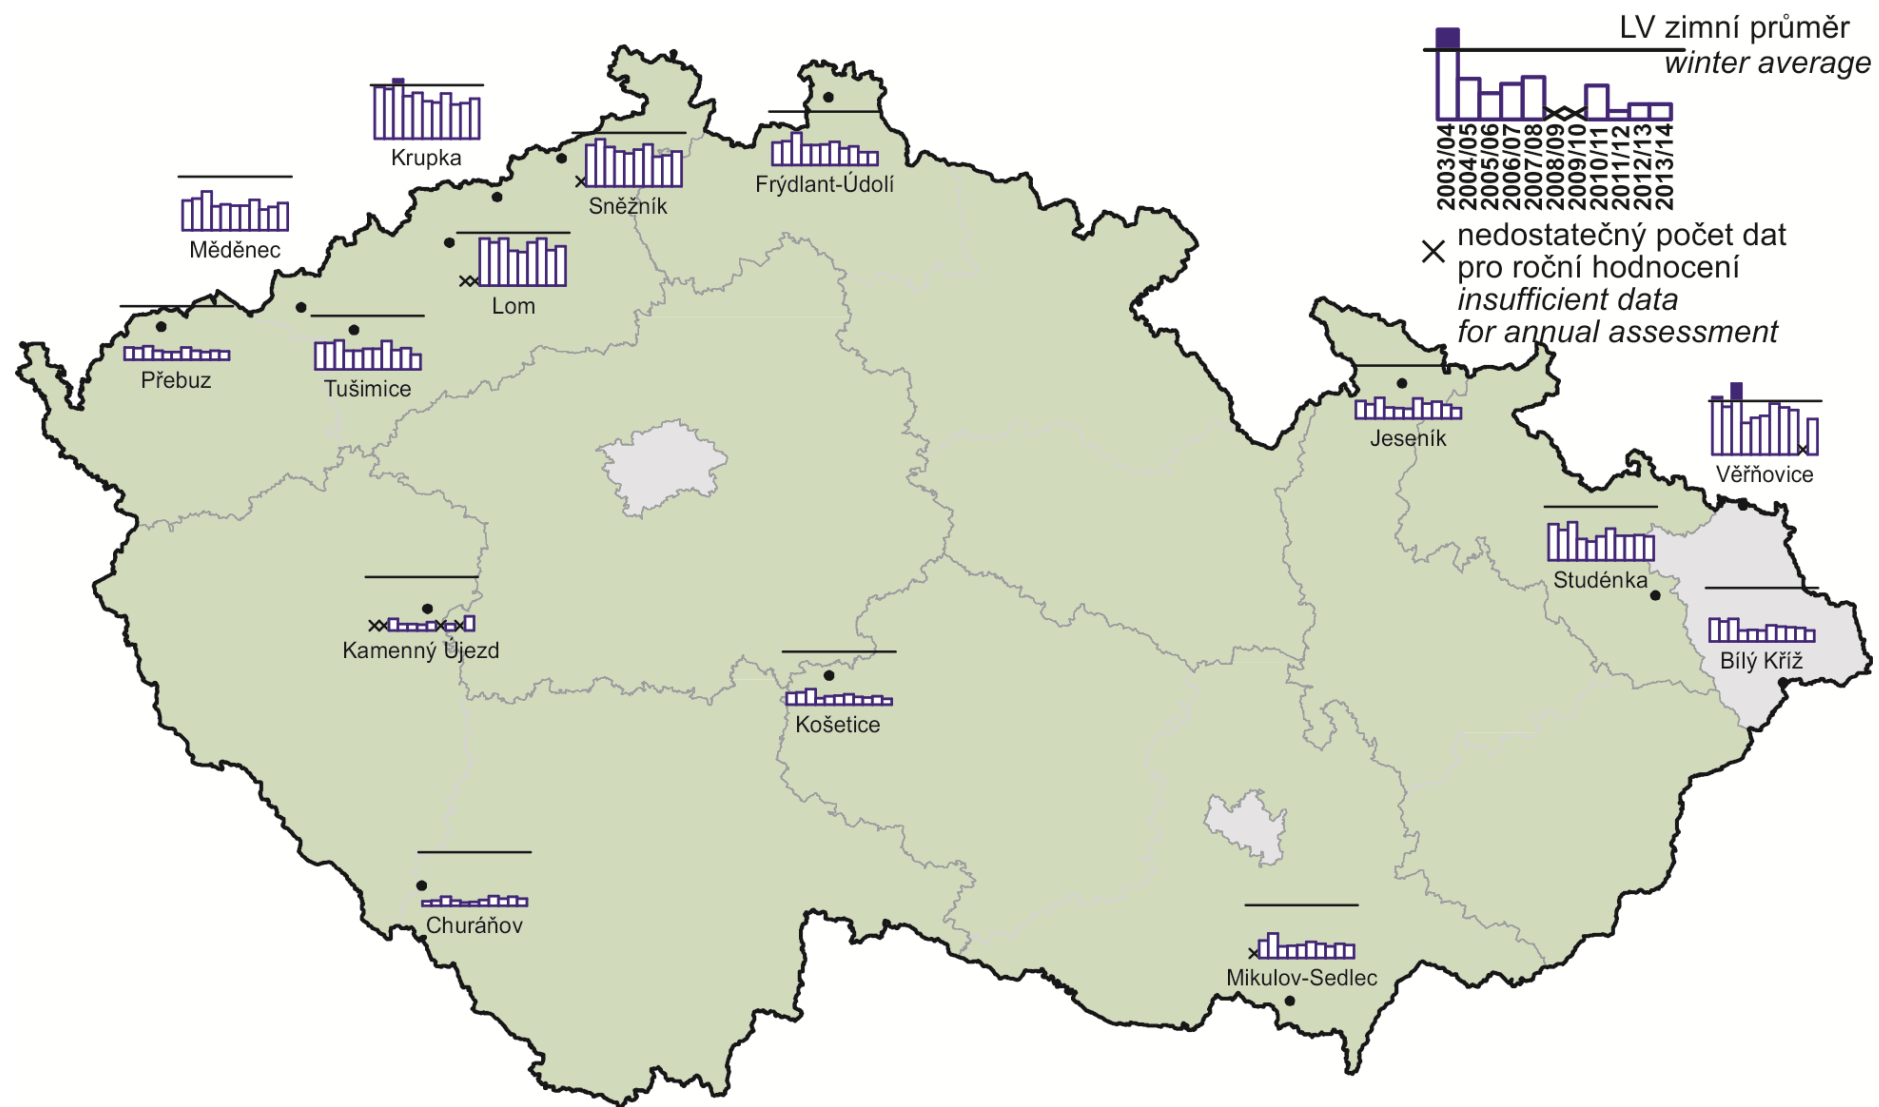 LV zimní průměr
winter average
2003/04
2004/05
2005/06
2006/07
2007/08
2008/09
2009/10
2010/11
2011/12
2012/13
2013/14
nedostatečný počet dat
pro roční hodnocení
insufficient data
for annual assessment
Krupka
Frýdlant-Údolí
Sněžník
Měděnec
Lom
Přebuz
Tušimice
Jeseník
Věřňovice
Studénka
Kamenný Újezd
Bílý Kříž
Košetice
Churáňov
Mikulov-Sedlec